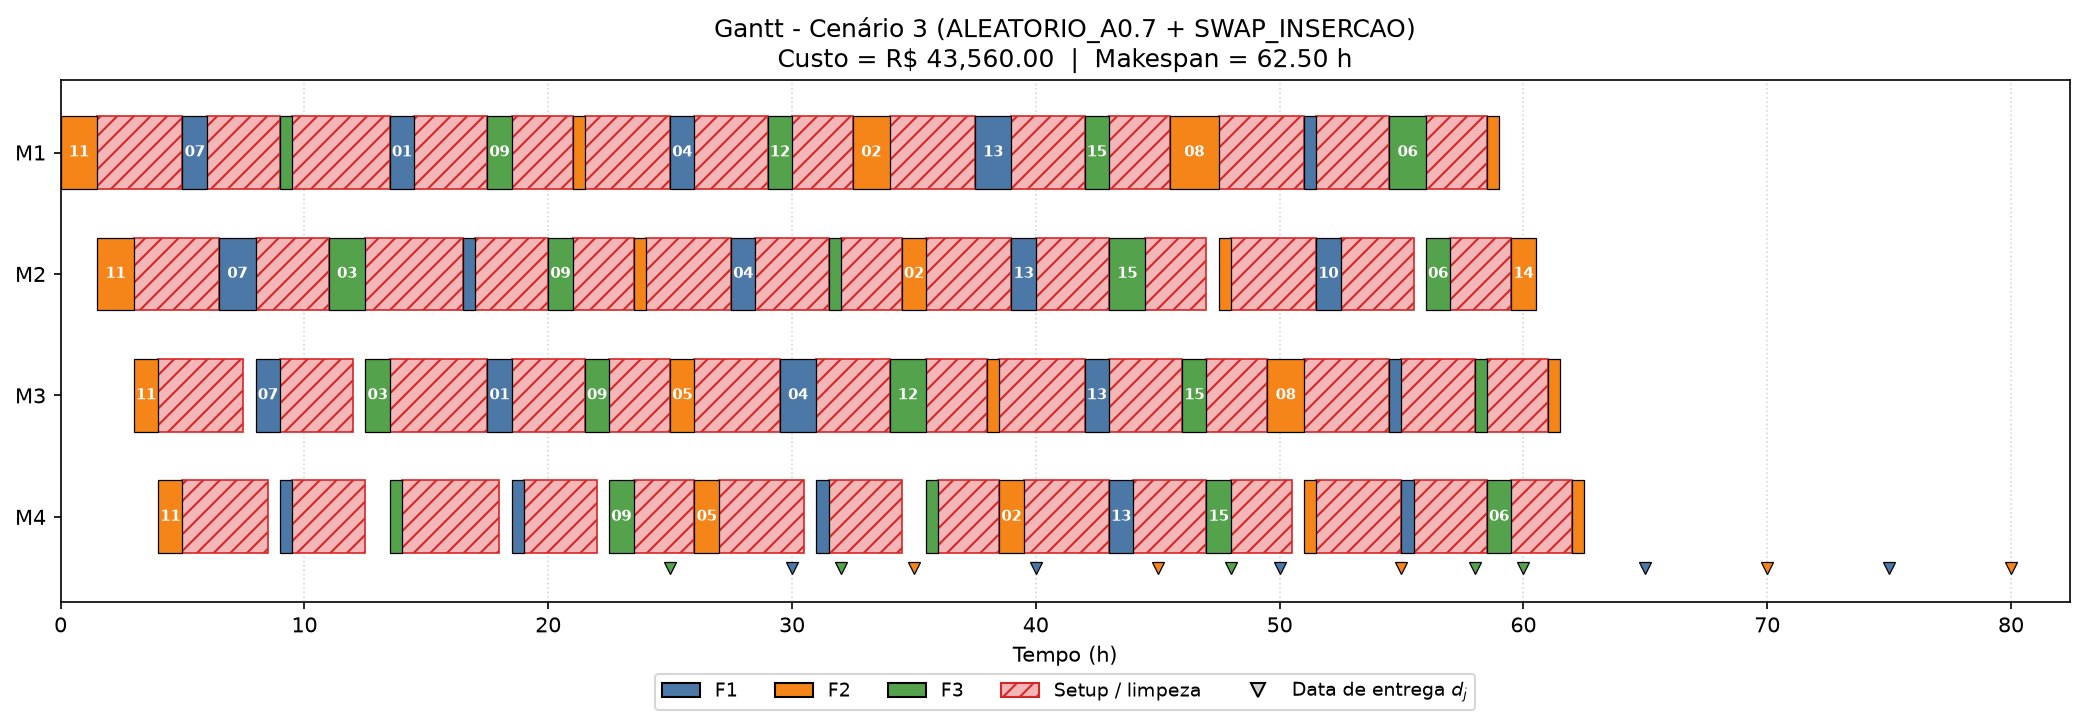 Gantt - Cenário 3 (ALEATORIO_A0.7 + SWAP_INSERCAO)
Custo = R$ 43,560.00 | Makespan = 62.50 h
M1 11 07 01 09 04 12 02 13 15 08 06
M2 11 07 03 09 04 02 13 15 10 06 14
M3 11 07 03 01 09 05 04 12 13 15 08
M4 11 09 05 02 13 15 06
0 10 20 30 40 50 60 70 80
Tempo (h)
F1 F2 F3 Setup / limpeza Data de entrega dj